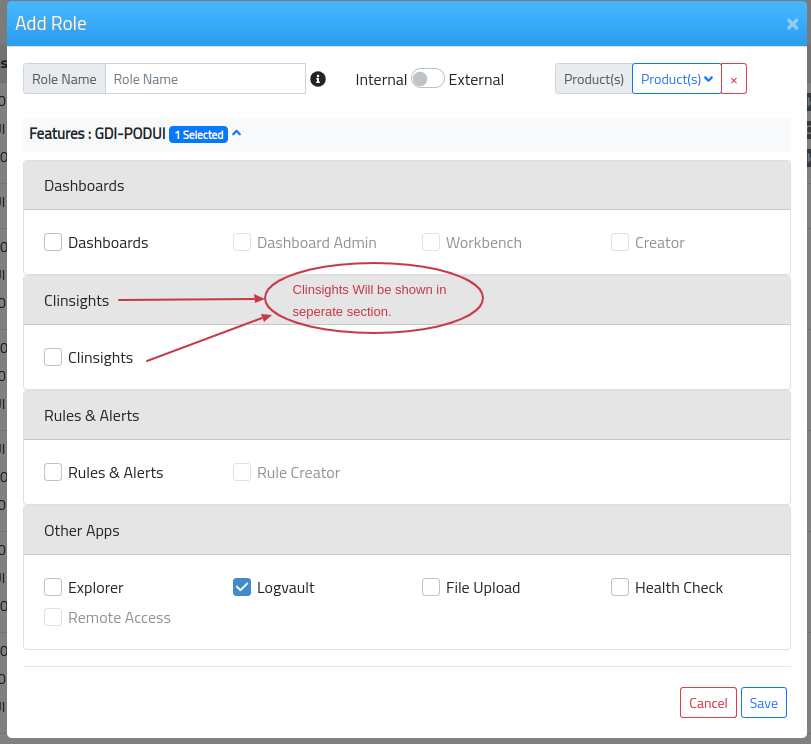 Add Role ×
Role Name Role Name Internal External Product(s) Product(s) ×
Features : GDI-PODUI 1 Selected
Dashboards
Dashboards Dashboard Admin Workbench Creator
Clinsights
Clinsights Will be shown in
seperate section.
Clinsights
Rules & Alerts
Rules & Alerts Rule Creator
Other Apps
Explorer Logvault File Upload Health Check
Remote Access
Cancel Save